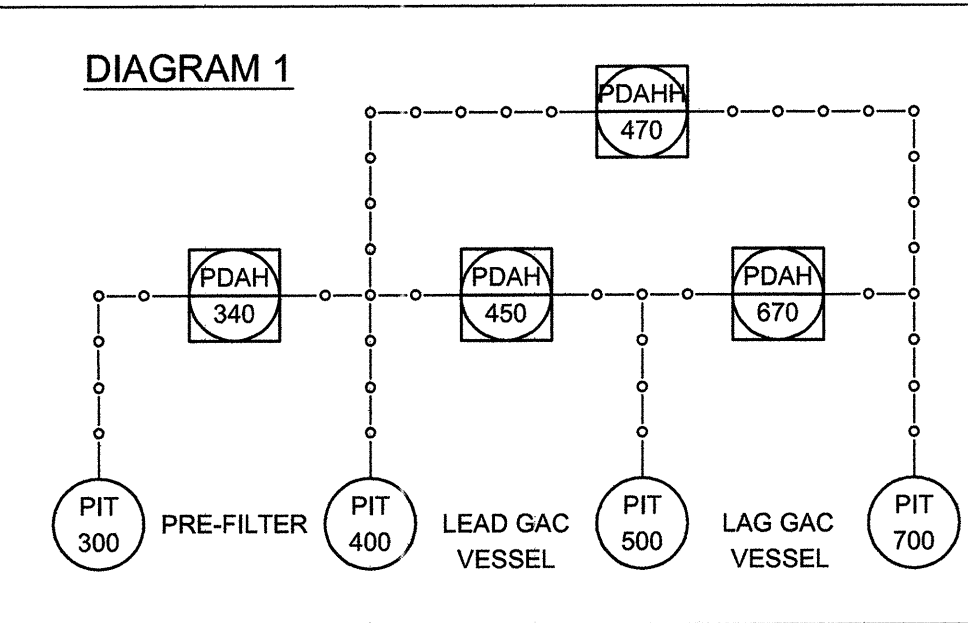 DIAGRAM 1
PDAHH
470
PDAH
340
PDAH
450
PDAH
670
PIT
300
PRE-FILTER
PIT
400
LEAD GAC
VESSEL
PIT
500
LAG GAC
VESSEL
PIT
700